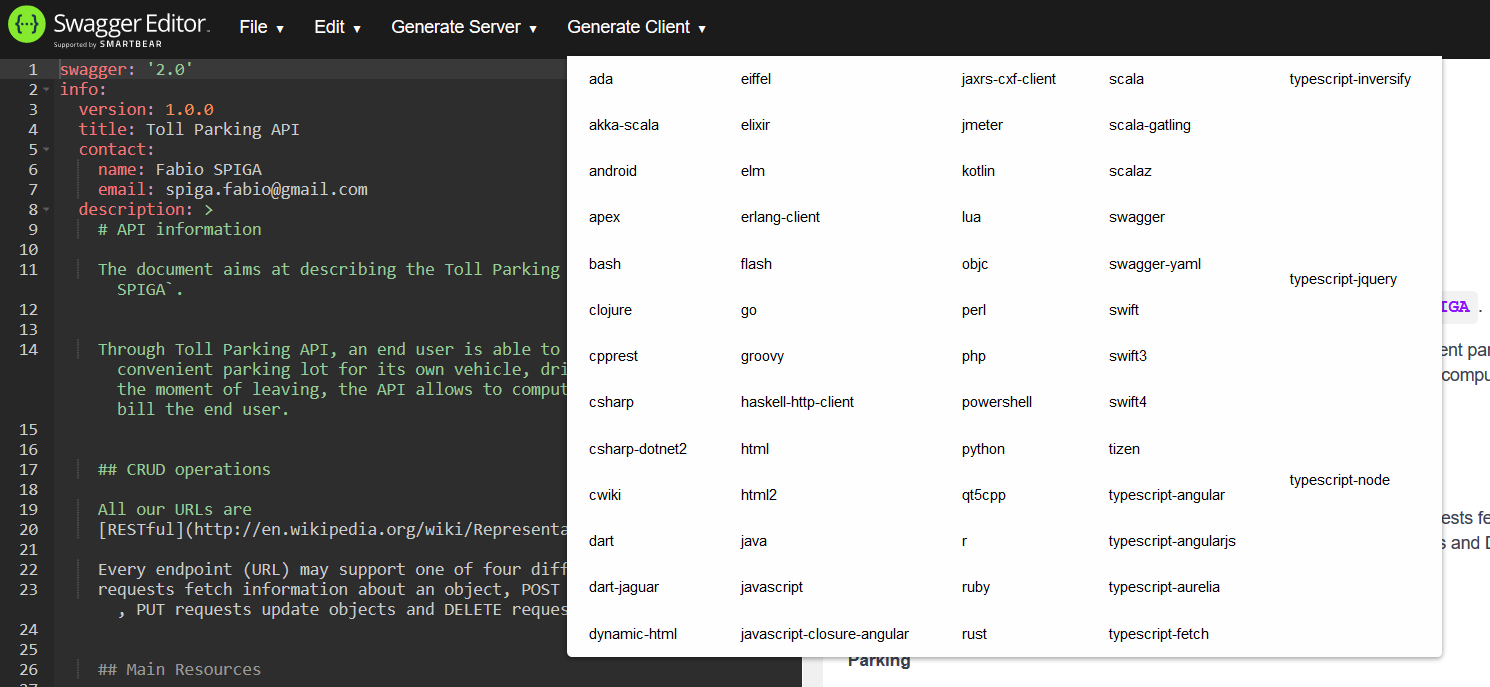 Swagger Editor
Supported by SMARTBEAR
File ▼ Edit ▼ Generate Server ▼ Generate Client ▼
1 swagger: '2.0'
2 info:
3 version: 1.0.0
4 title: Toll Parking API
5 contact:
6 name: Fabio SPIGA
7 email: spiga.fabio@gmail.com
8 description: >
9 # API information
10
11 The document aims at describing the Toll Parking
SPIGA`.
12
13
14 Through Toll Parking API, an end user is able to
convenient parking lot for its own vehicle, dri
the moment of leaving, the API allows to comput
bill the end user.
15
16
17 ## CRUD operations
18
19 All our URLs are
20 [RESTful](http://en.wikipedia.org/wiki/Representa
21
22 Every endpoint (URL) may support one of four diff
23 requests fetch information about an object, POST
, PUT requests update objects and DELETE reques
24
25
26 ## Main Resources
27
ada eiffel jaxrs-cxf-client scala typescript-inversify
akka-scala elixir jmeter scala-gatling
android elm kotlin scalaz
apex erlang-client lua swagger
bash flash objc swagger-yaml typescript-jquery
clojure go perl swift
cpprest groovy php swift3
csharp haskell-http-client powershell swift4
csharp-dotnet2 html python tizen typescript-node
cwiki html2 qt5cpp typescript-angular
dart java r typescript-angularjs
dart-jaguar javascript ruby typescript-aurelia
dynamic-html javascript-closure-angular rust typescript-fetch
IGA .
ent par
compu
ests fe
s and D
Parking